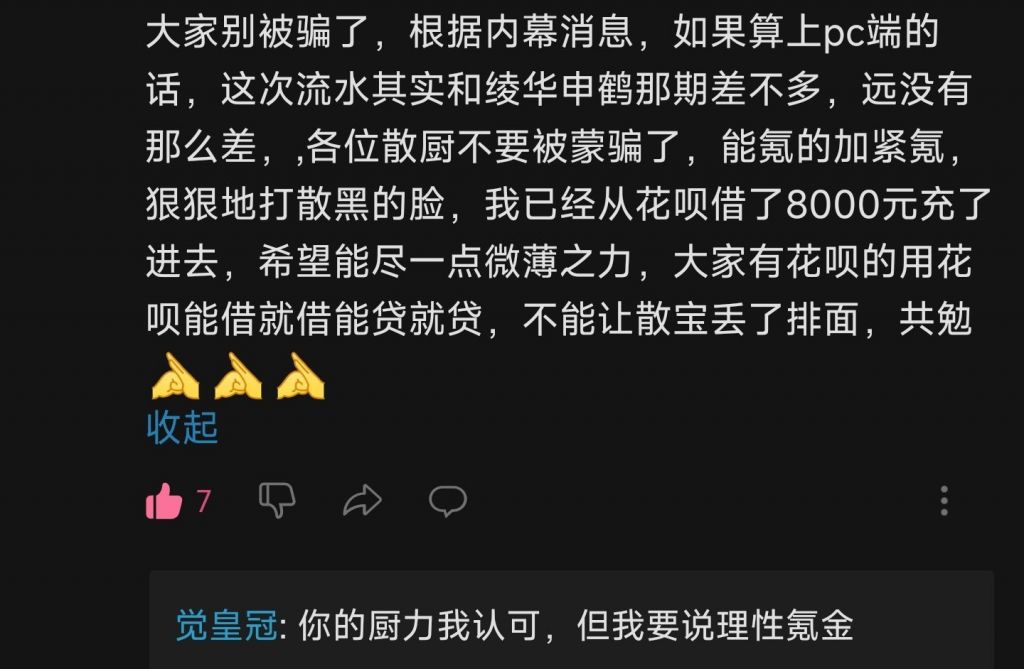 大家别被骗了，根据内幕消息，如果算上pc端的
话，这次流水其实和绫华申鹤那期差不多，远没有
那么差，,各位散厨不要被蒙骗了，能氪的加紧氪，
狠狠地打散黑的脸，我已经从花呗借了8000元充了
进去，希望能尽一点微薄之力，大家有花呗的用花
呗能借就借能贷就贷，不能让散宝丢了排面，共勉
🫴🫴🫴
收起
7
觉皇冠: 你的厨力我认可，但我要说理性氪金